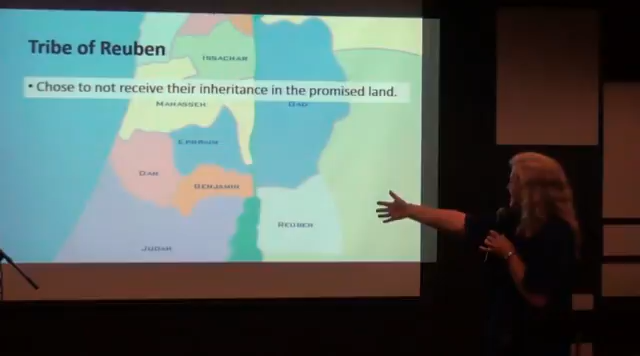 Tribe of Reuben
ISSACHAR
• Chose to not receive their inheritance in the promised land.
MANASSEH
GAD
EPHRAIM
DAN
BENJAMIN
REUBEN
JUDAH